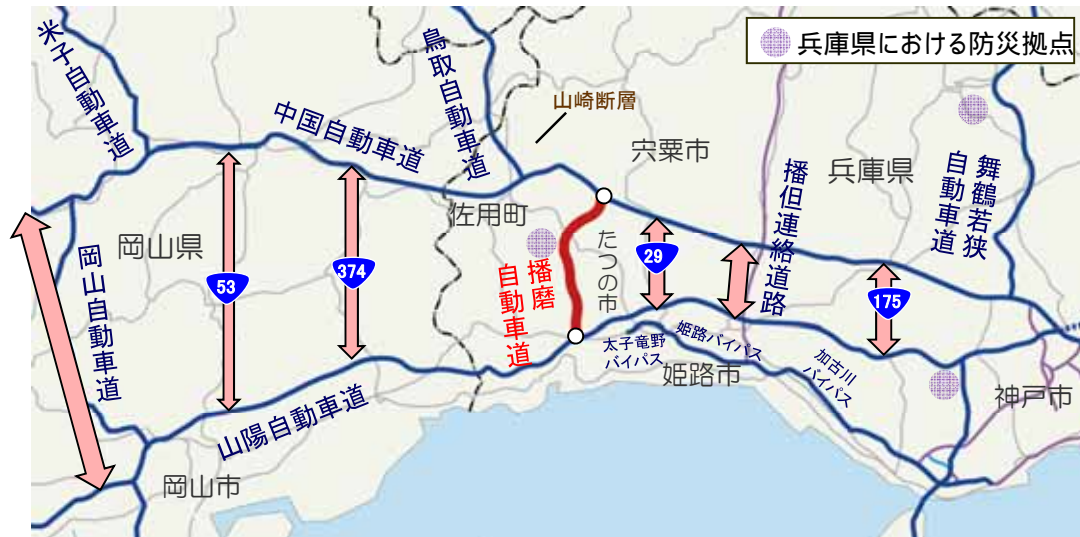 兵庫県における防災拠点
米子自動車道
鳥取自動車道
中国自動車道
山崎断層
宍粟市
兵庫県
舞鶴若狭
自動車道
播但連絡道路
佐用町
岡山県
岡山自動車道
53
374
播磨
自動車道
たつの市
29
175
太子竜野
バイパス
姫路バイパス
姫路市
加古川
バイパス
神戸市
山陽自動車道
岡山市